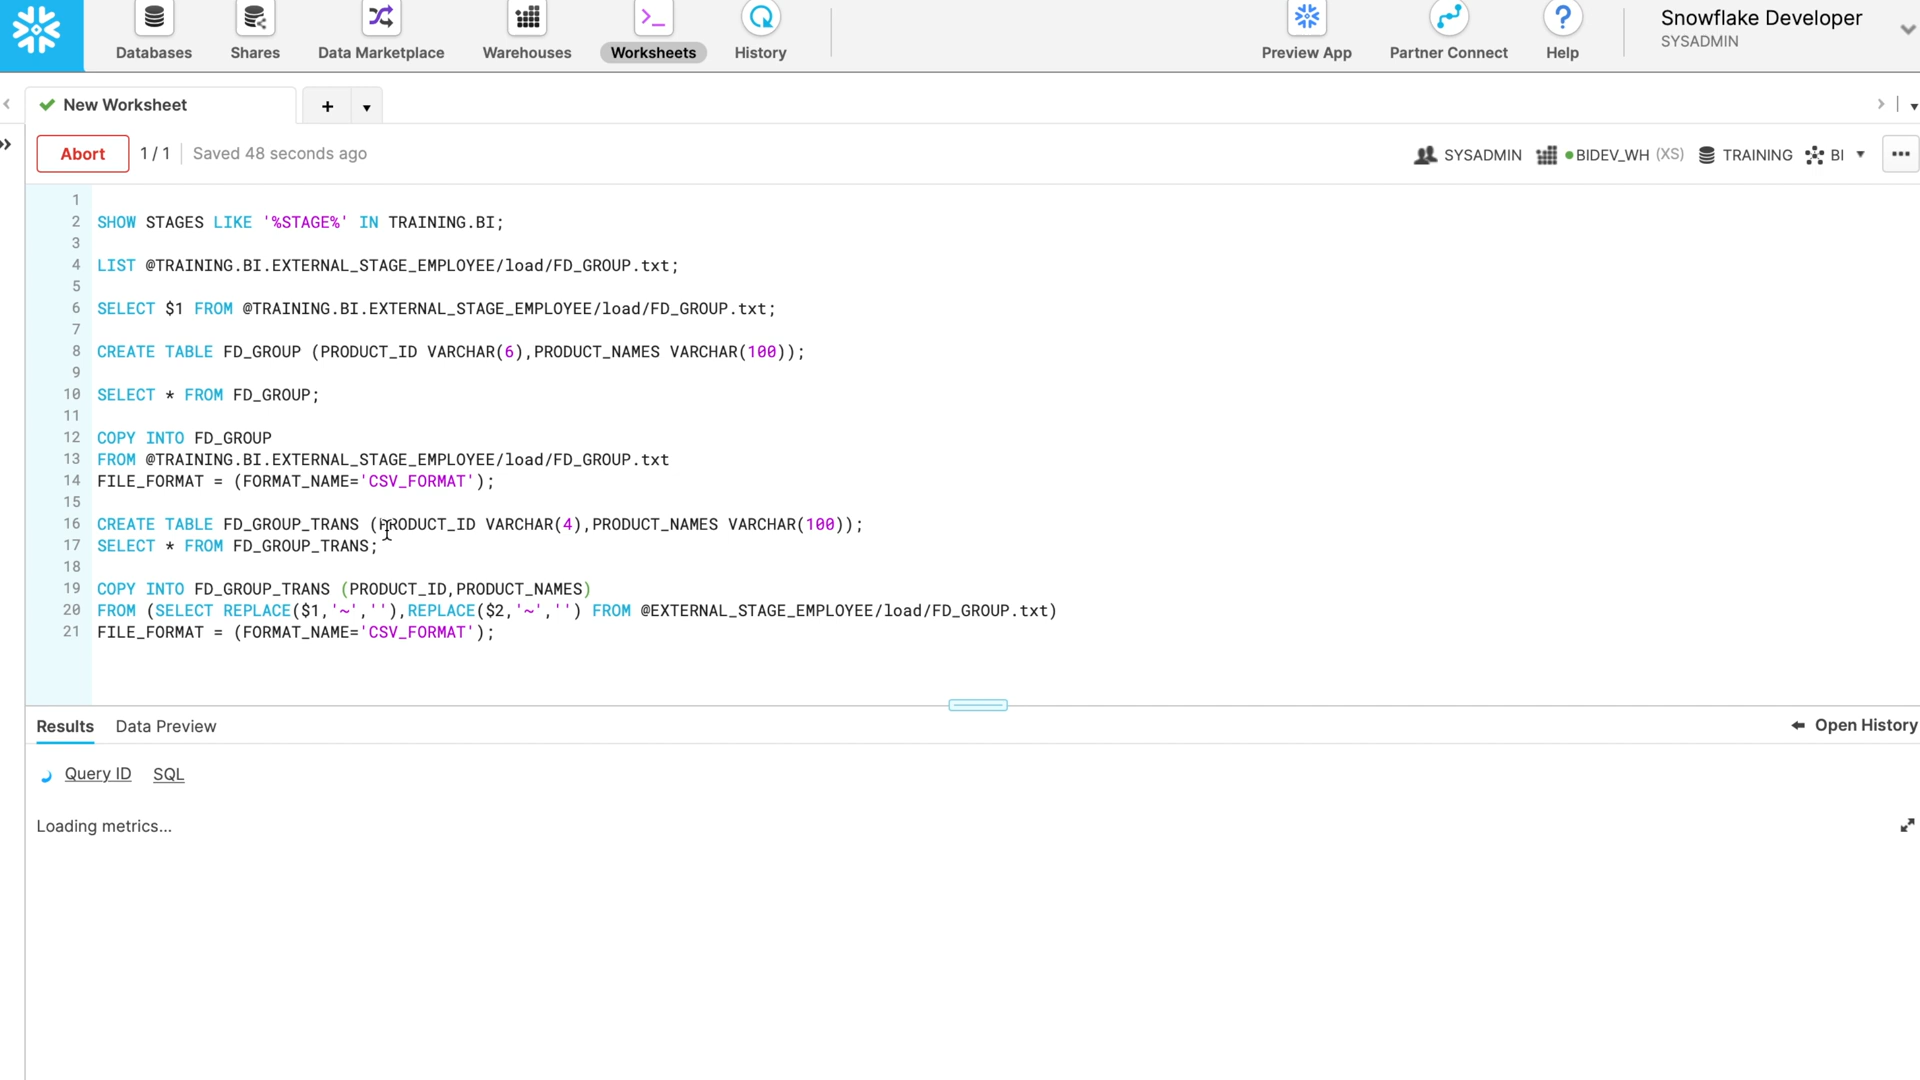 Databases
Shares
Data Marketplace
Warehouses
Worksheets
History
Preview App
Partner Connect
Help
Snowflake Developer
SYSADMIN
New Worksheet
Abort
1 / 1
Saved 48 seconds ago
SYSADMIN
BIDEV_WH (XS)
TRAINING
BI
1
2 SHOW STAGES LIKE '%STAGE%' IN TRAINING.BI;
3
4 LIST @TRAINING.BI.EXTERNAL_STAGE_EMPLOYEE/load/FD_GROUP.txt;
5
6 SELECT $1 FROM @TRAINING.BI.EXTERNAL_STAGE_EMPLOYEE/load/FD_GROUP.txt;
7
8 CREATE TABLE FD_GROUP (PRODUCT_ID VARCHAR(6),PRODUCT_NAMES VARCHAR(100));
9
10 SELECT * FROM FD_GROUP;
11
12 COPY INTO FD_GROUP
13 FROM @TRAINING.BI.EXTERNAL_STAGE_EMPLOYEE/load/FD_GROUP.txt
14 FILE_FORMAT = (FORMAT_NAME='CSV_FORMAT');
15
16 CREATE TABLE FD_GROUP_TRANS (PRODUCT_ID VARCHAR(4),PRODUCT_NAMES VARCHAR(100));
17 SELECT * FROM FD_GROUP_TRANS;
18
19 COPY INTO FD_GROUP_TRANS (PRODUCT_ID,PRODUCT_NAMES)
20 FROM (SELECT REPLACE($1,'~',''),REPLACE($2,'~','') FROM @EXTERNAL_STAGE_EMPLOYEE/load/FD_GROUP.txt)
21 FILE_FORMAT = (FORMAT_NAME='CSV_FORMAT');
Results
Data Preview
Open History
Query ID
SQL
Loading metrics...